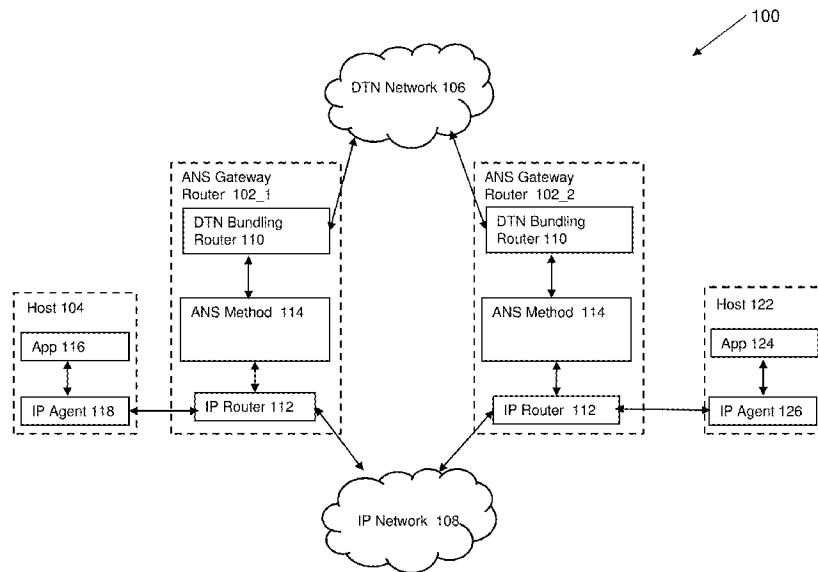 100
DTN Network 106
ANS Gateway
Router 102_1
DTN Bundling
Router 110
ANS Method 114
IP Router 112
ANS Gateway
Router 102_2
DTN Bundling
Router 110
ANS Method 114
IP Router 112
Host 104
App 116
IP Agent 118
Host 122
App 124
IP Agent 126
IP Network 108